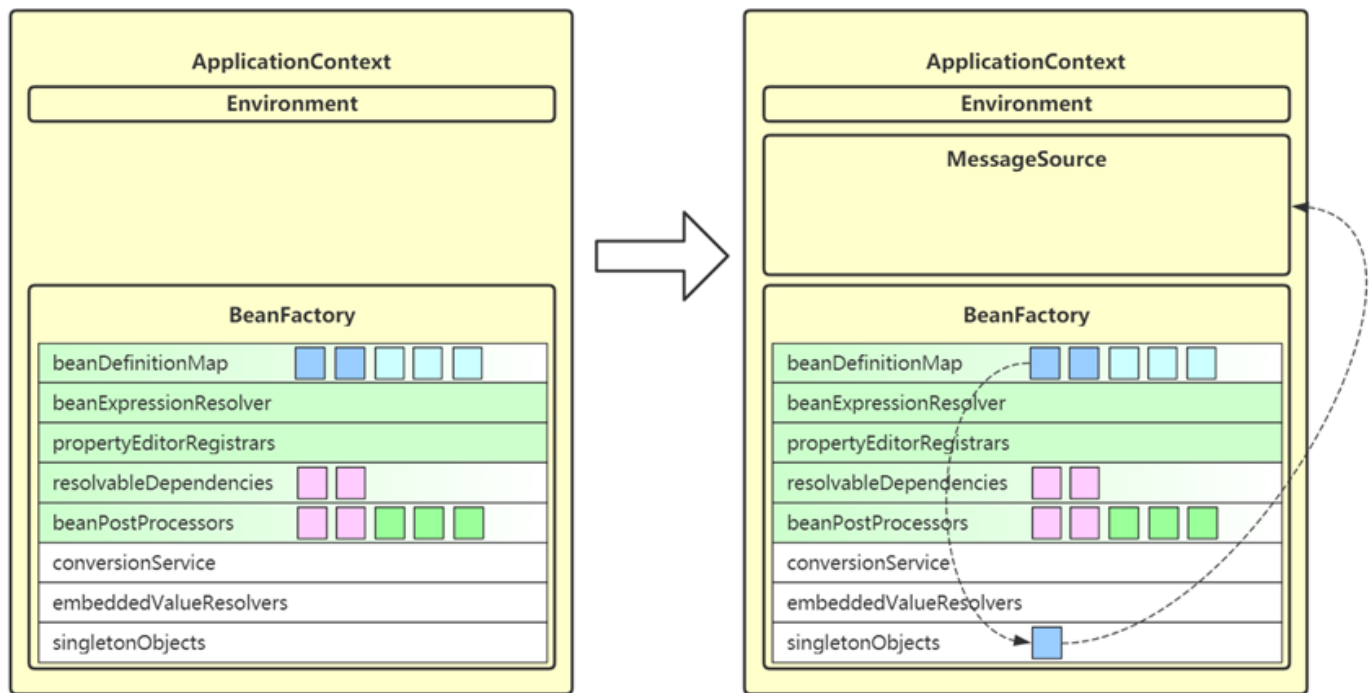 ApplicationContext
Environment
BeanFactory
beanDefinitionMap
beanExpressionResolver
propertyEditorRegistrars
resolvableDependencies
beanPostProcessors
conversionService
embeddedValueResolvers
singletonObjects
ApplicationContext
Environment
MessageSource
BeanFactory
beanDefinitionMap
beanExpressionResolver
propertyEditorRegistrars
resolvableDependencies
beanPostProcessors
conversionService
embeddedValueResolvers
singletonObjects